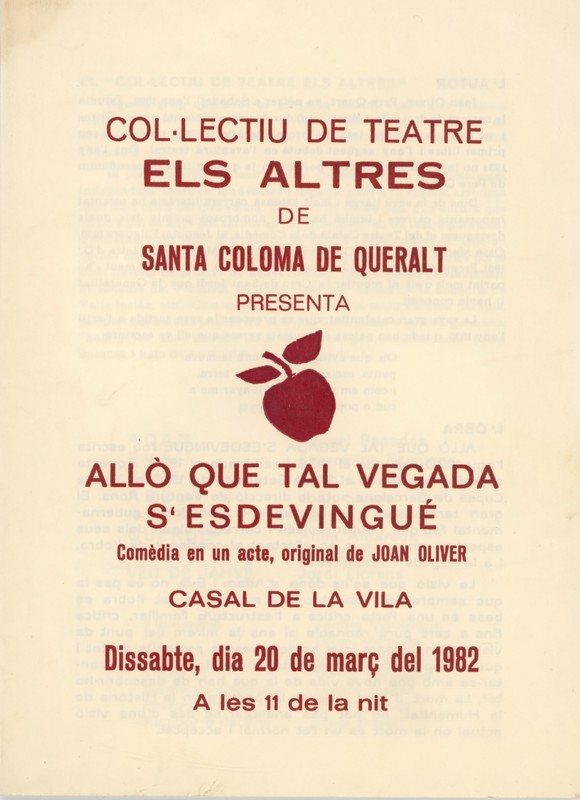 COL·LECTIU DE TEATRE
ELS ALTRES
DE
SANTA COLOMA DE QUERALT
PRESENTA
ALLÒ QUE TAL VEGADA
S'ESDEVINGUÉ
Comèdia en un acte, original de JOAN OLIVER
CASAL DE LA VILA
Dissabte, dia 20 de març del 1982
A les 11 de la nit